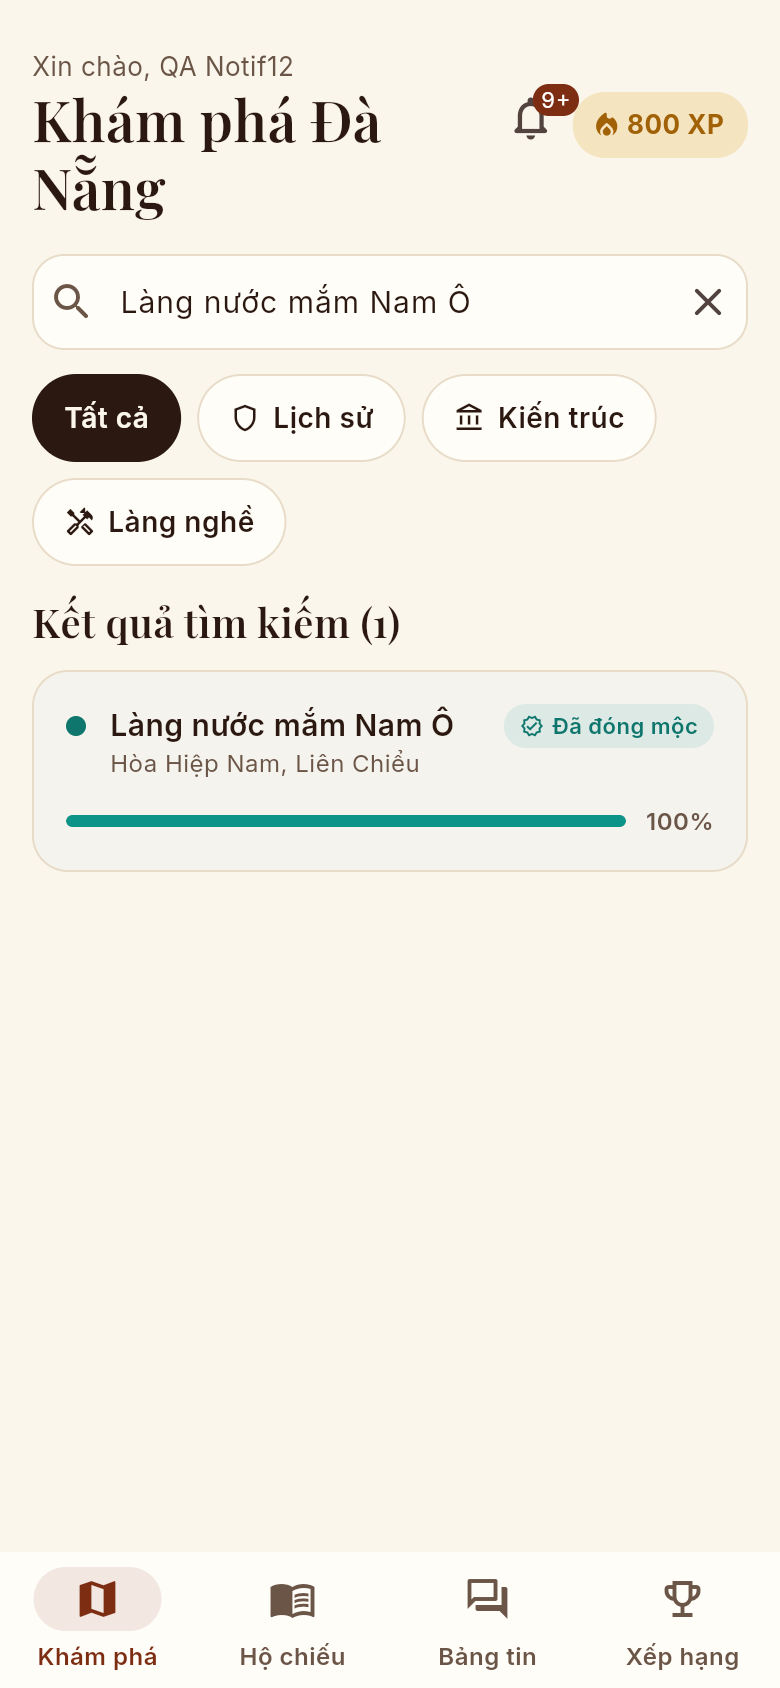 Xin chào, QA Notif12
Khám phá Đà
Nẵng
9+
800 XP
Làng nước mắm Nam Ô
Tất cả
Lịch sử
Kiến trúc
Làng nghề
Kết quả tìm kiếm (1)
Làng nước mắm Nam Ô
Đã đóng mộc
Hòa Hiệp Nam, Liên Chiểu
100%
Khám phá
Hộ chiếu
Bảng tin
Xếp hạng